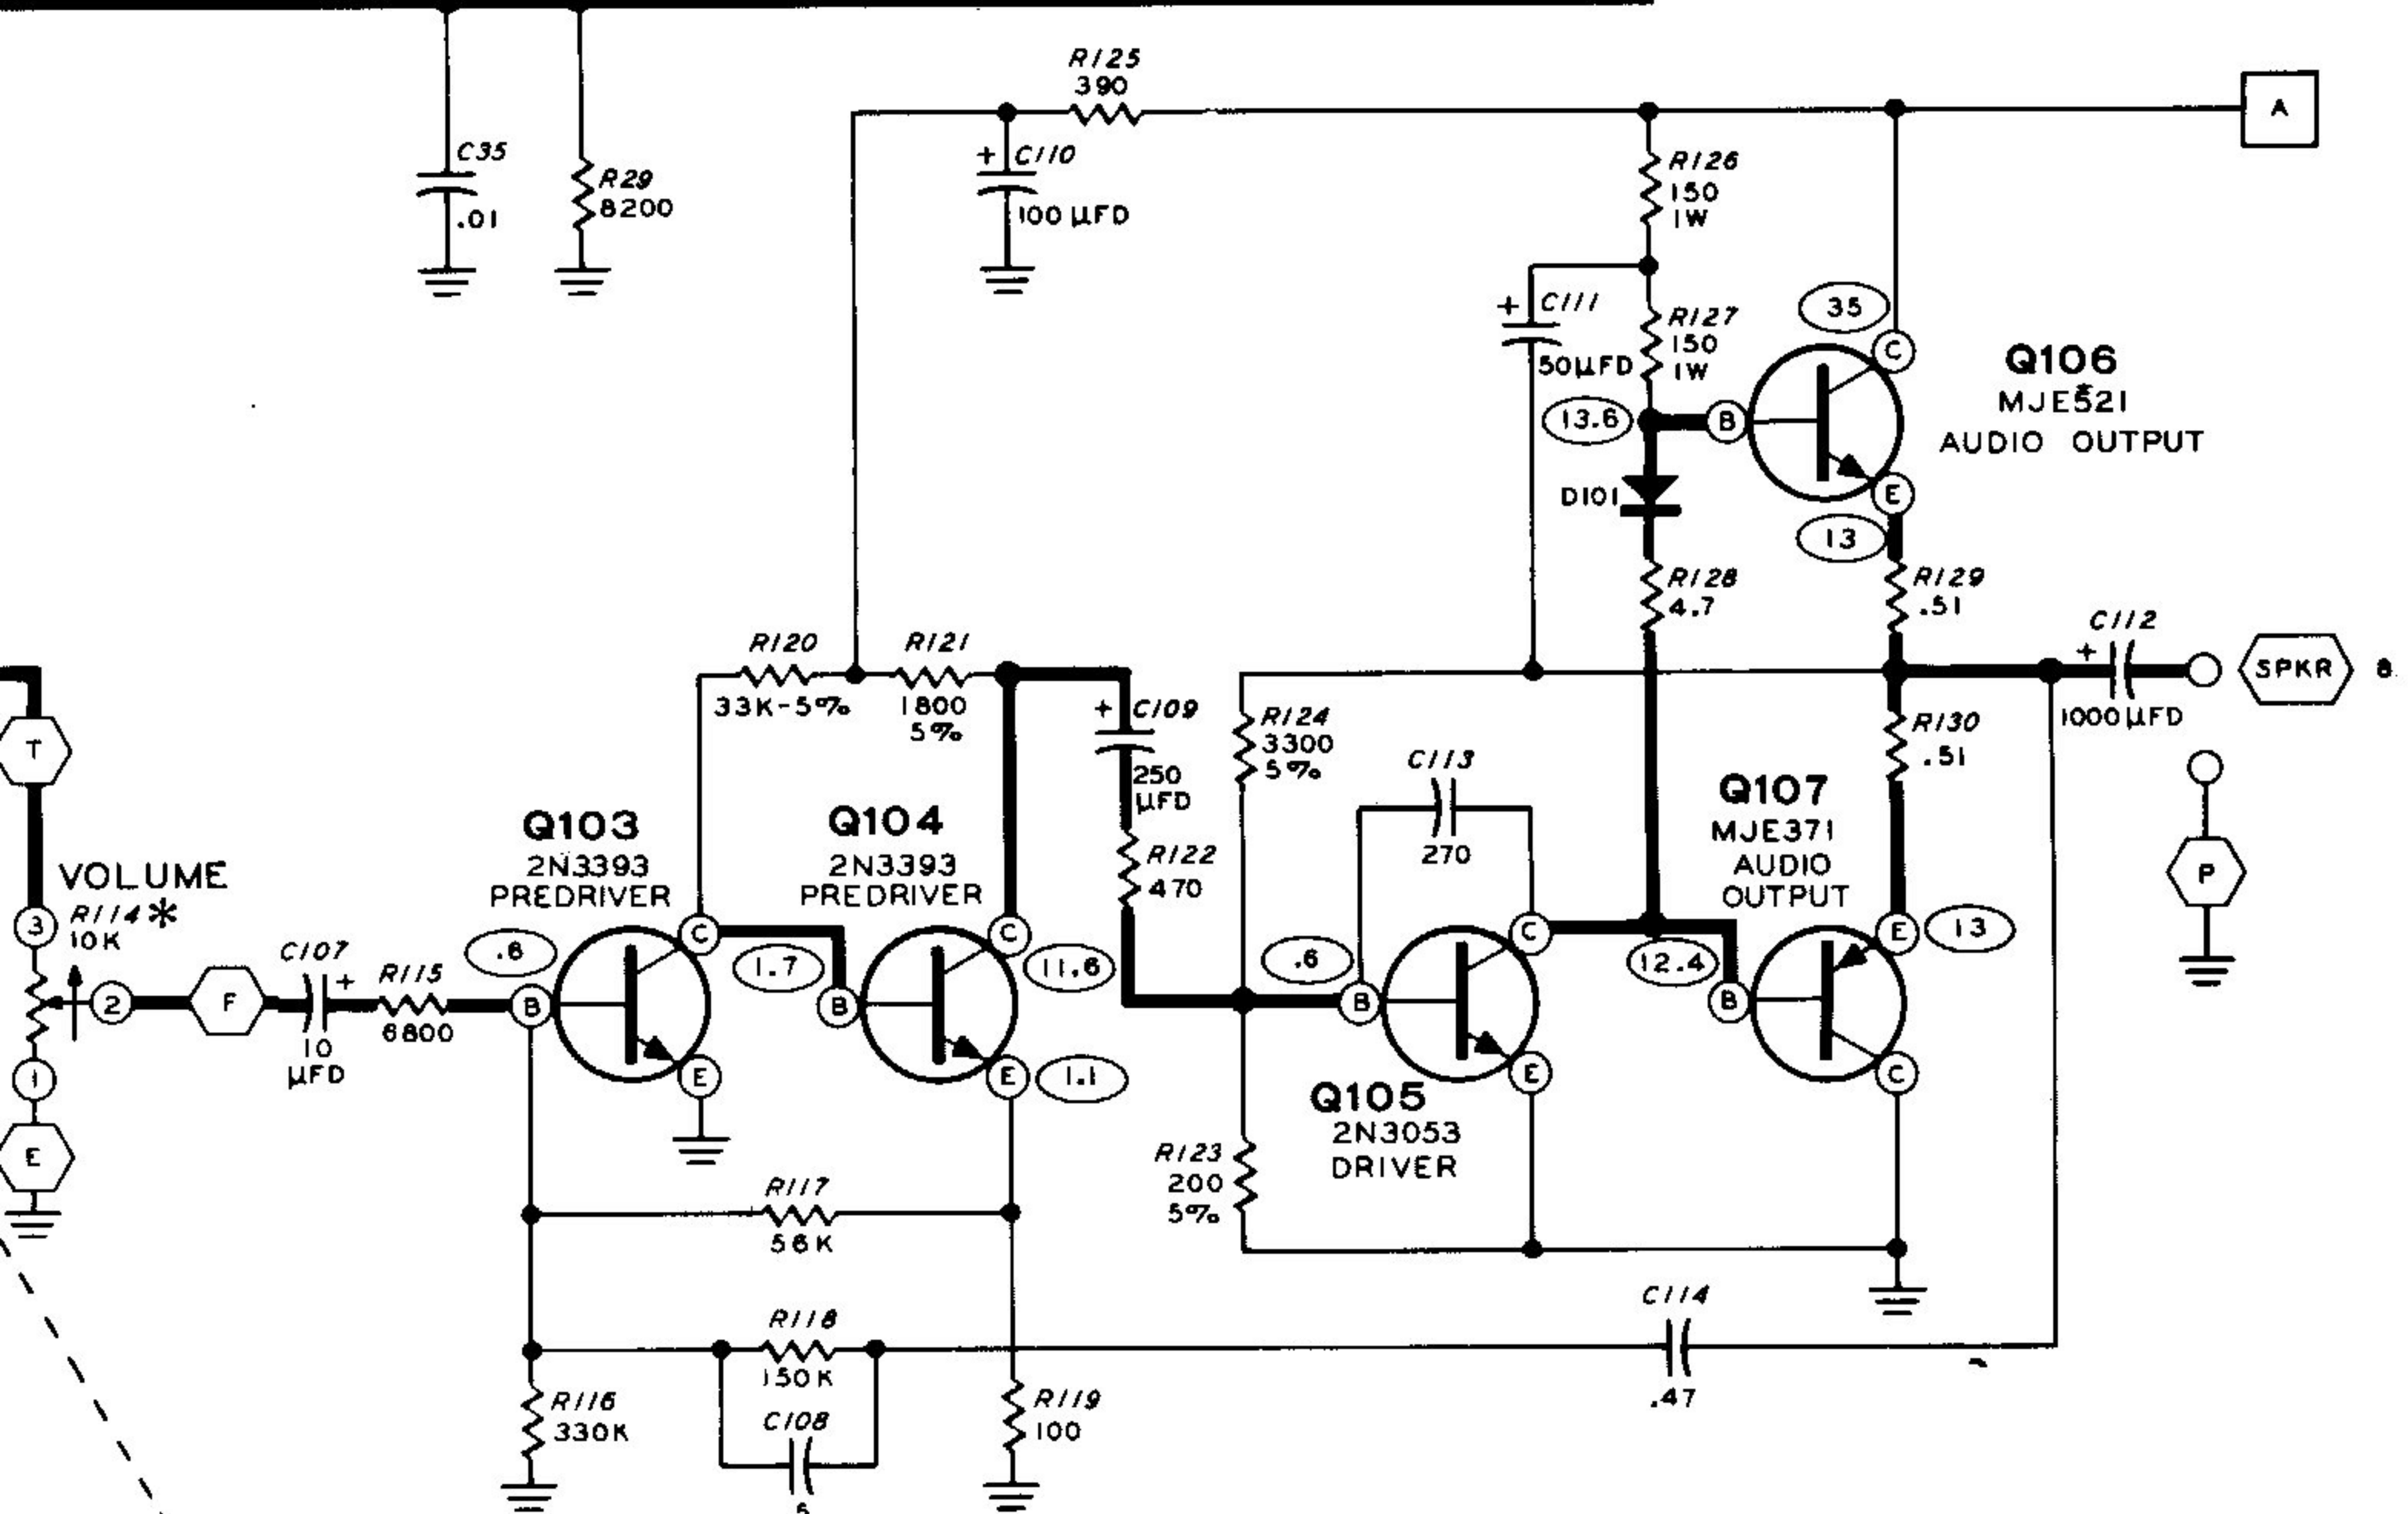 R125
390
A
C35
.01
R29
8200
+ C110
100 µFD
R126
150
1W
+ C111
50µFD
R127
150
1W
35
C
Q106
MJE521
AUDIO OUTPUT
13.6
B
D101
E
13
R128
4.7
R129
.51
C112
+
1000µFD
SPKR
8
R120
33K-5%
R121
1800
5%
+ C109
250
µFD
R124
3300
5%
R130
.51
T
C113
270
Q107
MJE371
AUDIO
OUTPUT
Q103
2N3393
PREDRIVER
Q104
2N3393
PREDRIVER
R122
470
P
VOLUME
R114*
10K
3
2
1
F
E
C107
+
10
µFD
R115
6800
.6
B
C
E
1.7
B
C
11.6
E
1.1
.6
B
C
E
12.4
B
E
13
C
Q105
2N3053
DRIVER
R123
200
5%
R117
56K
R118
150K
C108
5
C114
.47
R116
330K
R119
100